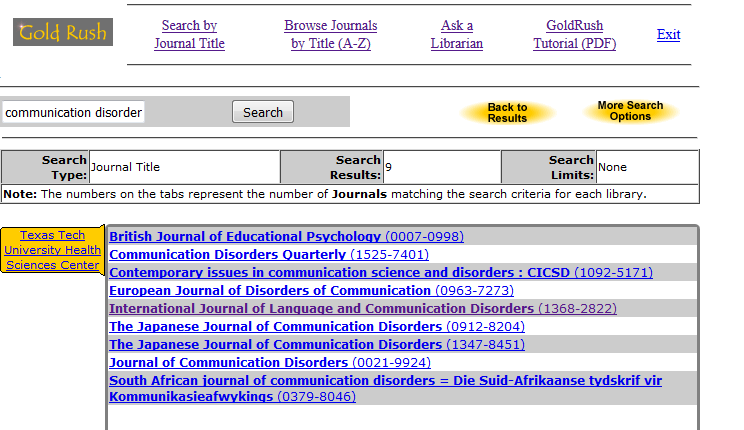 Gold Rush
Search by
Journal Title
Browse Journals
by Title (A-Z)
Ask a
Librarian
GoldRush
Tutorial (PDF)
Exit
communication disorder
Search
Back to
Results
More Search
Options
Search
Type:
Journal Title
Search
Results:
9
Search
Limits:
None
Note: The numbers on the tabs represent the number of Journals matching the search criteria for each library.
Texas Tech
University Health
Sciences Center
British Journal of Educational Psychology (0007-0998)
Communication Disorders Quarterly (1525-7401)
Contemporary issues in communication science and disorders : CICSD (1092-5171)
European Journal of Disorders of Communication (0963-7273)
International Journal of Language and Communication Disorders (1368-2822)
The Japanese Journal of Communication Disorders (0912-8204)
The Japanese Journal of Communication Disorders (1347-8451)
Journal of Communication Disorders (0021-9924)
South African journal of communication disorders = Die Suid-Afrikaanse tydskrif vir
Kommunikasieafwykings (0379-8046)